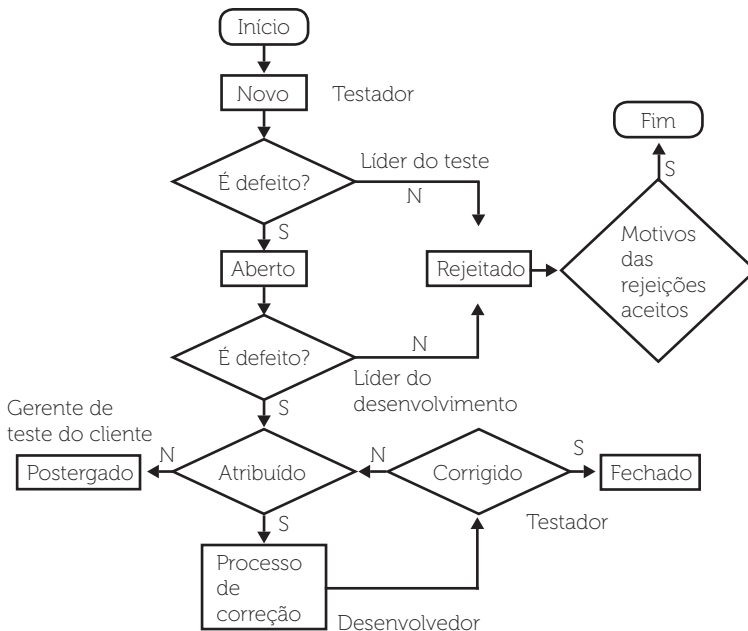 Início
Novo
Testador
Fim
Líder do teste
S
É defeito?
N
Motivos
das
rejeições
aceitos
S
Aberto
Rejeitado
N
É defeito?
Líder do
desenvolvimento
Gerente de
teste do cliente
S
N
N
S
Postergado
Atribuído
Corrigido
Fechado
S
Testador
Processo
de
correção
Desenvolvedor